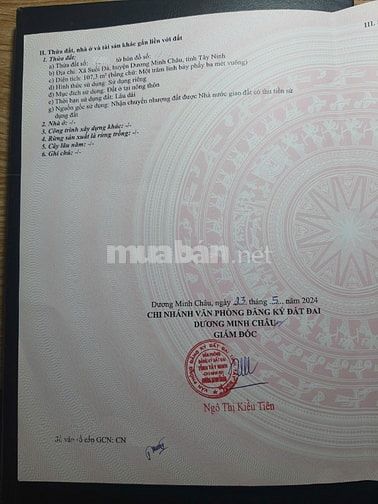 II. Thửa đất, nhà ở và tài sản khác gắn liền với đất
III.
1. Thửa đất:
a) Thửa đất số: tờ bản đồ số:
b) Địa chỉ: Xã Suối Đá, huyện Dương Minh Châu, tỉnh Tây Ninh
c) Diện tích: 107,3 m² (bằng chữ: Một trăm linh bảy phẩy ba mét vuông)
d) Hình thức sử dụng: Sử dụng riêng
đ) Mục đích sử dụng: Đất ở tại nông thôn
e) Thời hạn sử dụng đất: Lâu dài
g) Nguồn gốc sử dụng: Nhận chuyển nhượng đất được Nhà nước giao đất có thu tiền sử
dụng đất
2. Nhà ở: -/-
3. Công trình xây dựng khác: -/-
4. Rừng sản xuất là rừng trồng: -/-
5. Cây lâu năm: -/-
6. Ghi chú: -/-
muaban.net
Dương Minh Châu, ngày 23 tháng 5 năm 2024
CHI NHÁNH VĂN PHÒNG ĐĂNG KÝ ĐẤT ĐAI
DƯƠNG MINH CHÂU
GIÁM ĐỐC
TỈNH TÂY NINH
Ngô Thị Kiều Tiên
Số vào sổ cấp GCN: CN